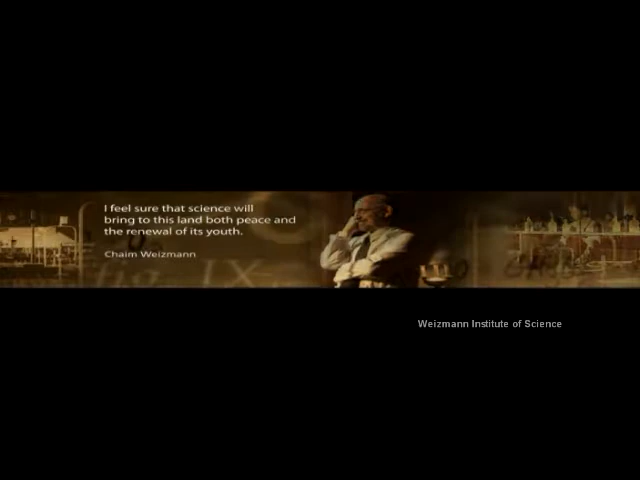 I feel sure that science will
bring to this land both peace and
the renewal of its youth.
Chaim Weizmann
Weizmann Institute of Science